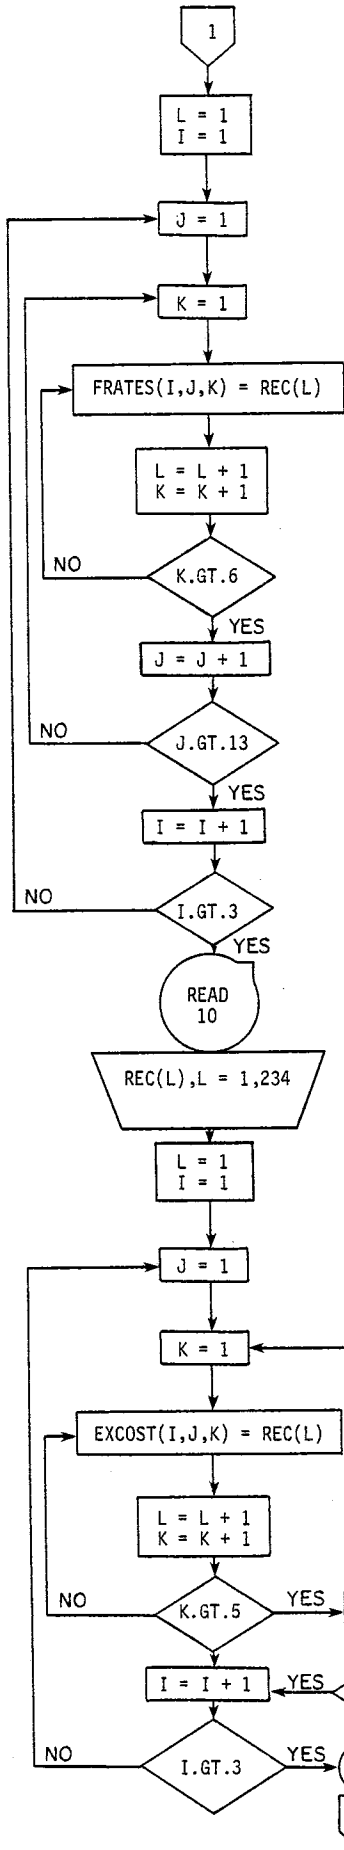 1
L = 1
I = 1
J = 1
K = 1
FRATES(I,J,K) = REC(L)
L = L + 1
K = K + 1
K.GT.6
NO
YES
J = J + 1
J.GT.13
NO
YES
I = I + 1
I.GT.3
NO
YES
READ
10
REC(L),L = 1,234
L = 1
I = 1
J = 1
K = 1
EXCOST(I,J,K) = REC(L)
L = L + 1
K = K + 1
NO
K.GT.5
YES
I = I + 1
YES
NO
I.GT.3
YES